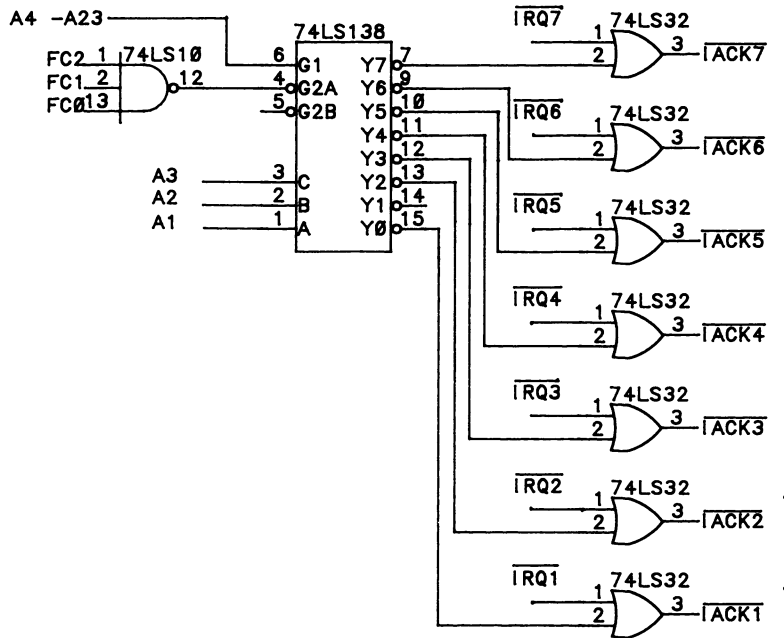 A4 -A23
74LS138
FC2 1 74LS10
FC1 2 12
FC0 13
6 G1 Y7 7
4 G2A Y6 9
5 G2B Y5 10
Y4 11
Y3 12
A3 3 C Y2 13
A2 2 B Y1 14
A1 1 A Y0 15
IRQ7 74LS32
1
2 3 IACK7
IRQ6 74LS32
1
2 3 IACK6
IRQ5 74LS32
1
2 3 IACK5
IRQ4 74LS32
1
2 3 IACK4
IRQ3 74LS32
1
2 3 IACK3
IRQ2 74LS32
1
2 3 IACK2
IRQ1 74LS32
1
2 3 IACK1